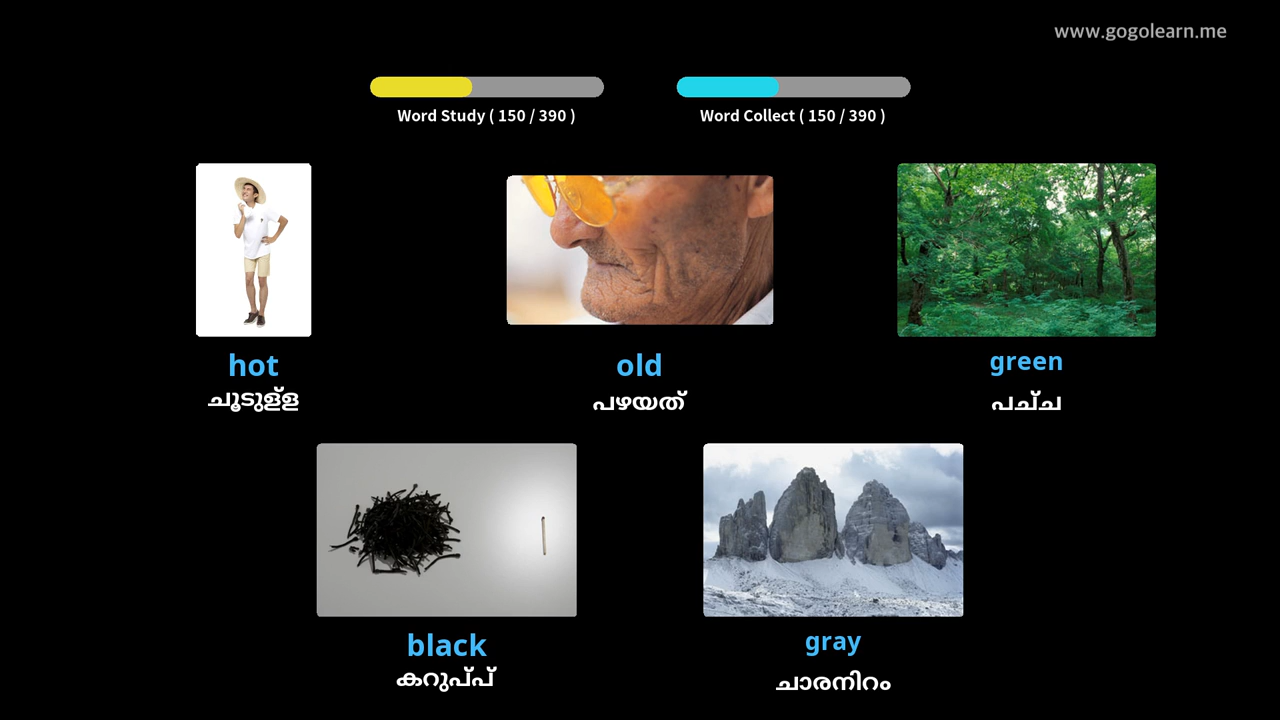 www.gogolearn.me
Word Study ( 150 / 390 )
Word Collect ( 150 / 390 )
hot
ചൂടുള്ള
old
പഴയത്
green
പച്ച
black
കറുപ്പ്
gray
ചാരനിറം